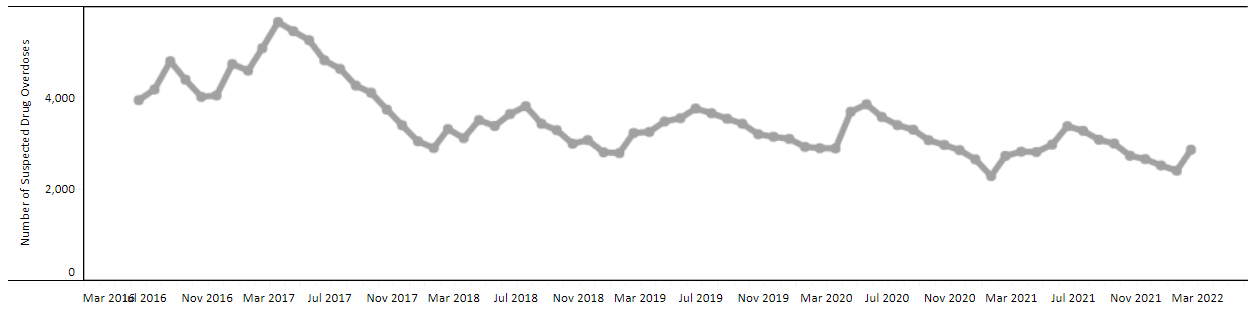 Number of Suspected Drug Overdoses
4,000
2,000
0
Mar 2016 Jul 2016 Nov 2016 Mar 2017 Jul 2017 Nov 2017 Mar 2018 Jul 2018 Nov 2018 Mar 2019 Jul 2019 Nov 2019 Mar 2020 Jul 2020 Nov 2020 Mar 2021 Jul 2021 Nov 2021 Mar 2022